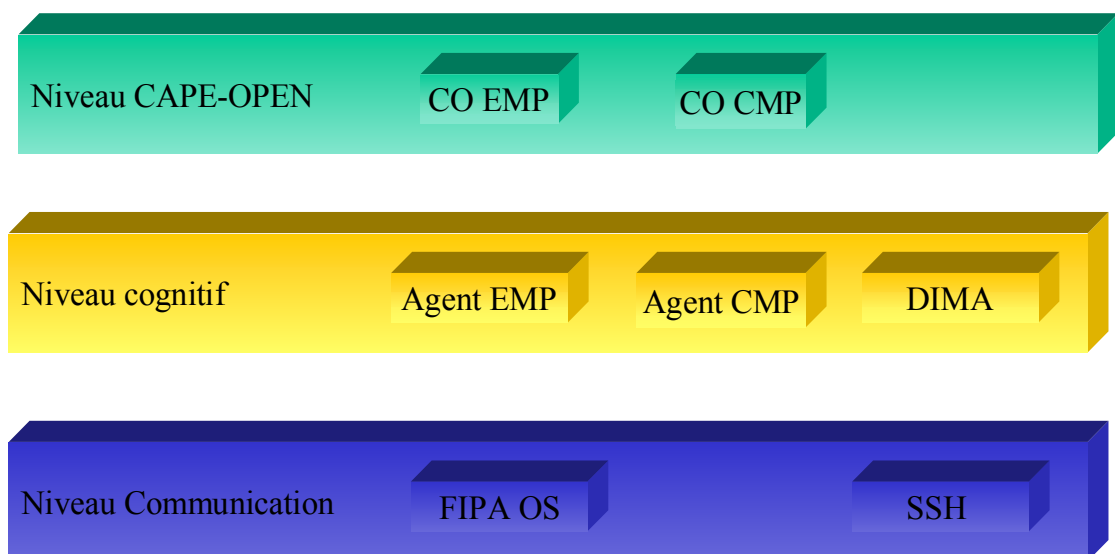 Niveau CAPE-OPEN
CO EMP
CO CMP
Niveau cognitif
Agent EMP
Agent CMP
DIMA
Niveau Communication
FIPA OS
SSH